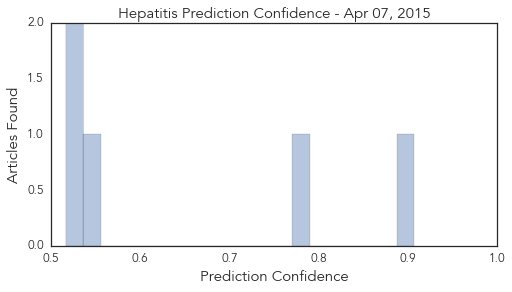 Hepatitis Prediction Confidence - Apr 07, 2015
2.0
1.5
1.0
0.5
0.0
Articles Found
0.5 0.6 0.7 0.8 0.9 1.0
Prediction Confidence